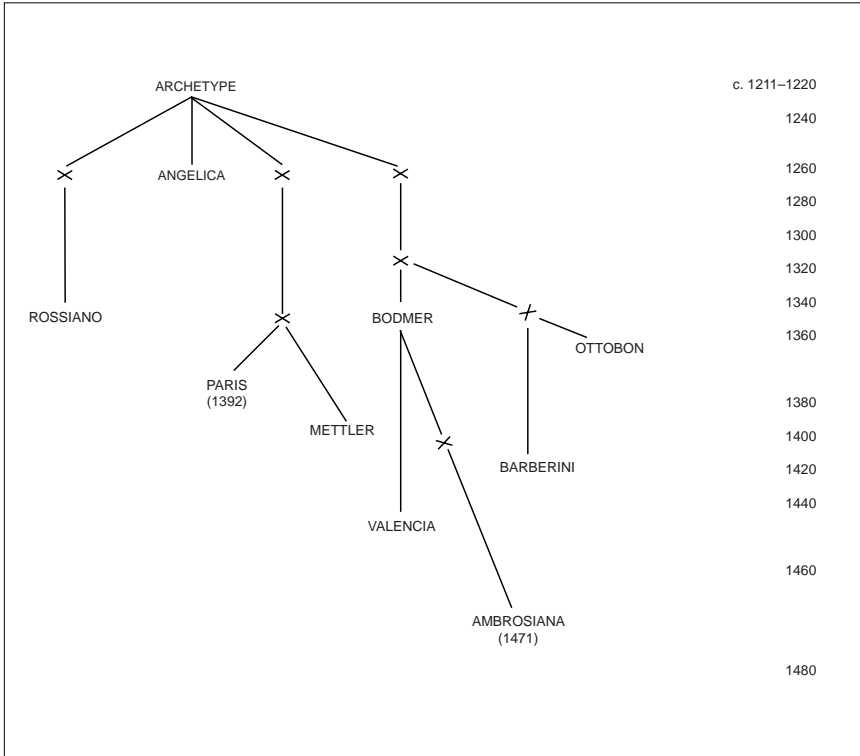 ARCHETYPE
c. 1211–1220
1240
1260
ANGELICA
1280
1300
1320
1340
ROSSIANO
BODMER
1360
OTTOBON
PARIS
(1392)
1380
METTLER
1400
BARBERINI
1420
1440
VALENCIA
1460
AMBROSIANA
(1471)
1480